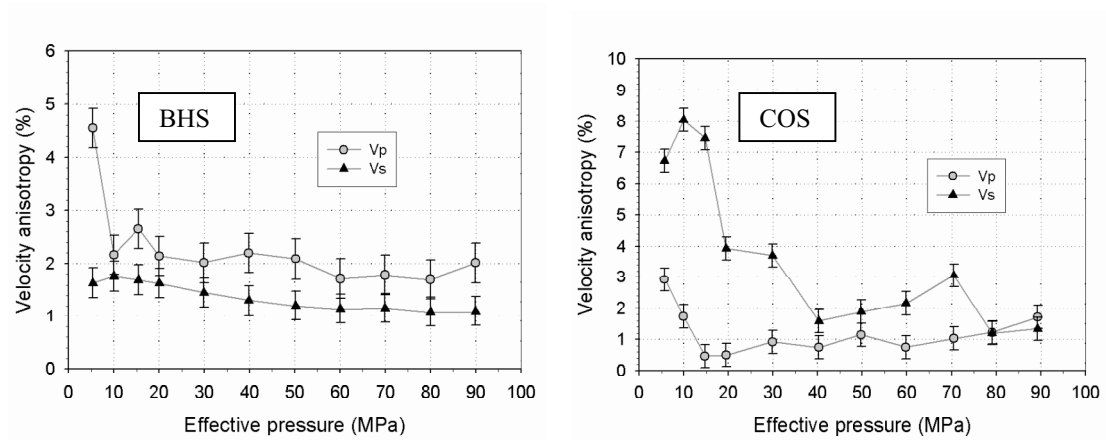 BHS
Vp
Vs
Velocity anisotropy (%)
6
5
4
3
2
1
0
0 10 20 30 40 50 60 70 80 90 100
Effective pressure (MPa)
COS
Vp
Vs
Velocity anisotropy (%)
10
9
8
7
6
5
4
3
2
1
0
0 10 20 30 40 50 60 70 80 90 100
Effective pressure (MPa)